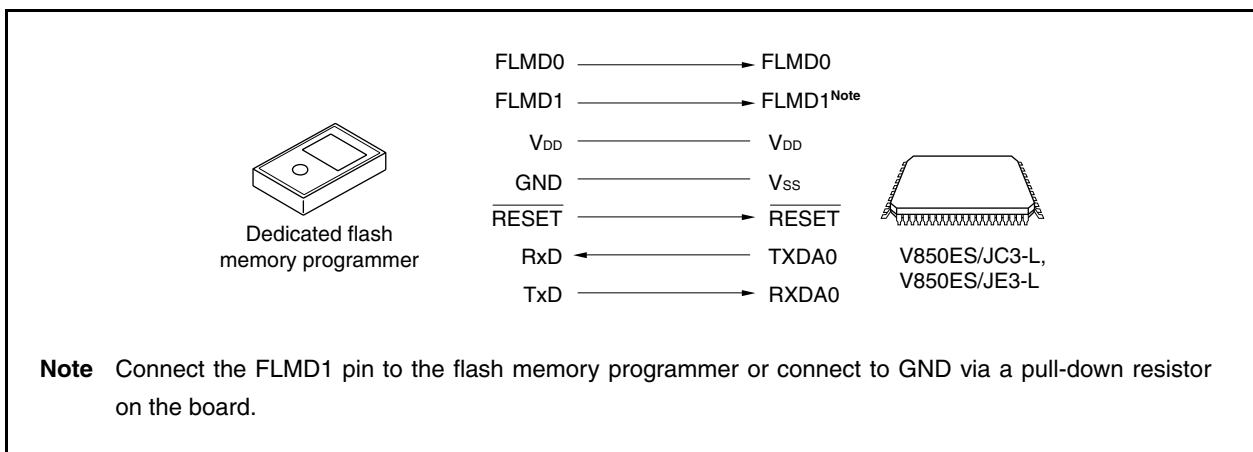 FLMD0 FLMD0
FLMD1 FLMD1Note
VDD VDD
GND VSS
RESET RESET
RxD TXDA0
TxD RXDA0
Dedicated flash
memory programmer
V850ES/JC3-L,
V850ES/JE3-L
Note Connect the FLMD1 pin to the flash memory programmer or connect to GND via a pull-down resistor
on the board.